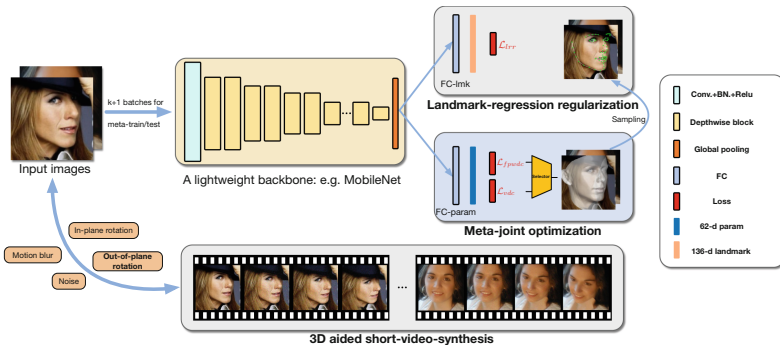 k+1 batches for
meta-train/test
Input images
A lightweight backbone: e.g. MobileNet
FC-lmk
ℒlrr
Landmark-regression regularization
Sampling
FC-param
ℒfwpdc
ℒvdc
Selector
Meta-joint optimization
Conv.+BN.+Relu
Depthwise block
Global pooling
FC
Loss
62-d param
136-d landmark
In-plane rotation
Motion blur
Out-of-plane
rotation
Noise
...
...
3D aided short-video-synthesis